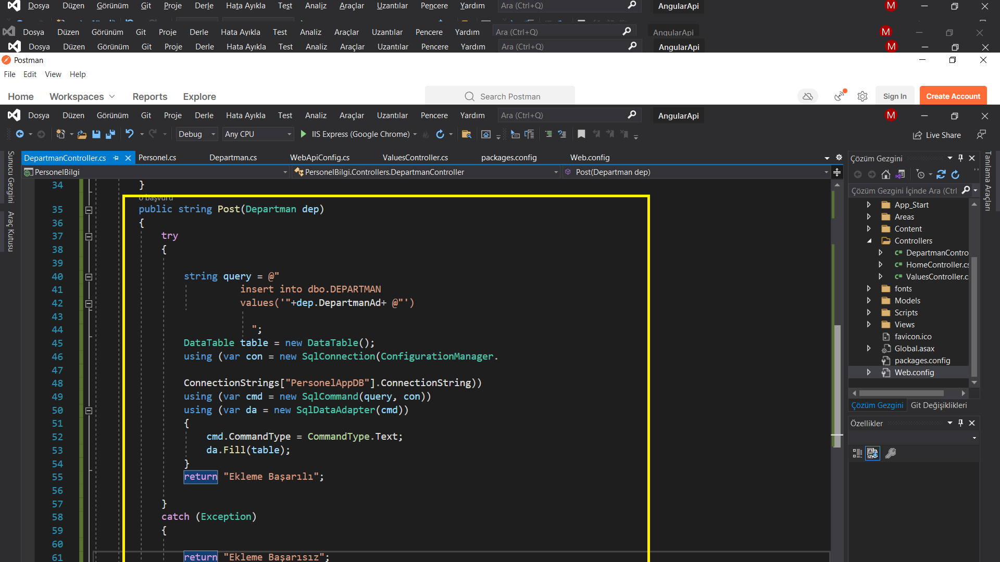 Dosya Düzen Görünüm Git Proje Derle Hata Ayıkla Test Analiz Araçlar Uzantılar Pencere Yardım Ara (Ctrl+Q) AngularApi M
Dosya Düzen Görünüm Git Proje Derle Hata Ayıkla Test Analiz Araçlar Uzantılar Pencere Yardım Ara (Ctrl+Q) AngularApi M
Dosya Düzen Görünüm Git Proje Derle Hata Ayıkla Test Analiz Araçlar Uzantılar Pencere Yardım Ara (Ctrl+Q) AngularApi M
Postman
File Edit View Help
Home Workspaces Reports Explore Search Postman Sign In Create Account
Dosya Düzen Görünüm Git Proje Derle Hata Ayıkla Test Analiz Araçlar Uzantılar Pencere Yardım Ara (Ctrl+Q) AngularApi M
Debug Any CPU IIS Express (Google Chrome) Live Share
DepartmanController.cs Personel.cs Departman.cs WebApiConfig.cs ValuesController.cs packages.config Web.config
PersonelBilgi PersonelBilgi.Controllers.DepartmanController Post(Departman dep)
Sunucu Gezgini
Araç Kutusu
34 }
0 başvuru
35 public string Post(Departman dep)
36 {
37 try
38 {
39
40 string query = @"
41 insert into dbo.DEPARTMAN
42 values('"+dep.DepartmanAd+ @"')
43
44 ";
45 DataTable table = new DataTable();
46 using (var con = new SqlConnection(ConfigurationManager.
47
48 ConnectionStrings["PersonelAppDB"].ConnectionString))
49 using (var cmd = new SqlCommand(query, con))
50 using (var da = new SqlDataAdapter(cmd))
51 {
52 cmd.CommandType = CommandType.Text;
53 da.Fill(table);
54 }
55 return "Ekleme Başarılı";
56
57 }
58 catch (Exception)
59 {
60
61 return "Ekleme Başarısız";
Çözüm Gezgini
Çözüm Gezgini İçinde Ara (Ctrl
App_Start
Areas
Content
Controllers
C# DepartmanContro
C# HomeController.cs
C# ValuesController.c
fonts
Models
Scripts
Views
favicon.ico
Global.asax
packages.config
Web.config
Çözüm Gezgini Git Değişiklikleri
Özellikler
Tanılama Araçları